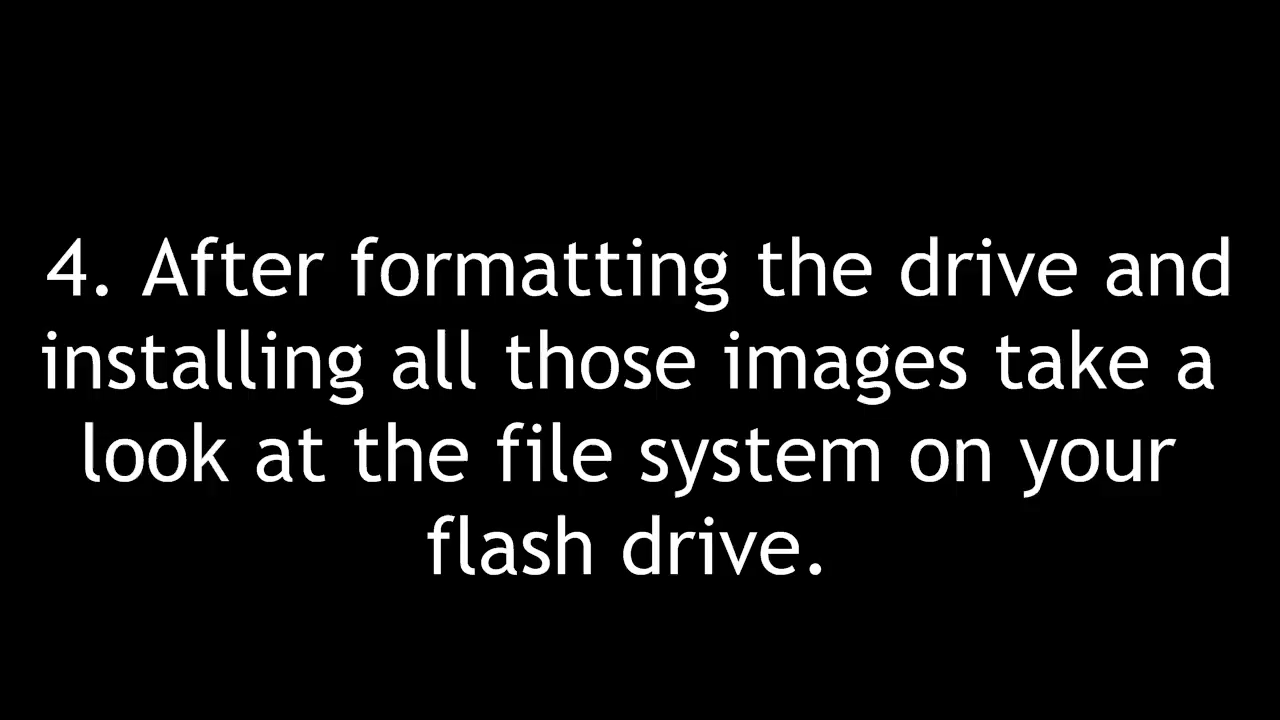 4. After formatting the drive and
installing all those images take a
look at the file system on your
flash drive.